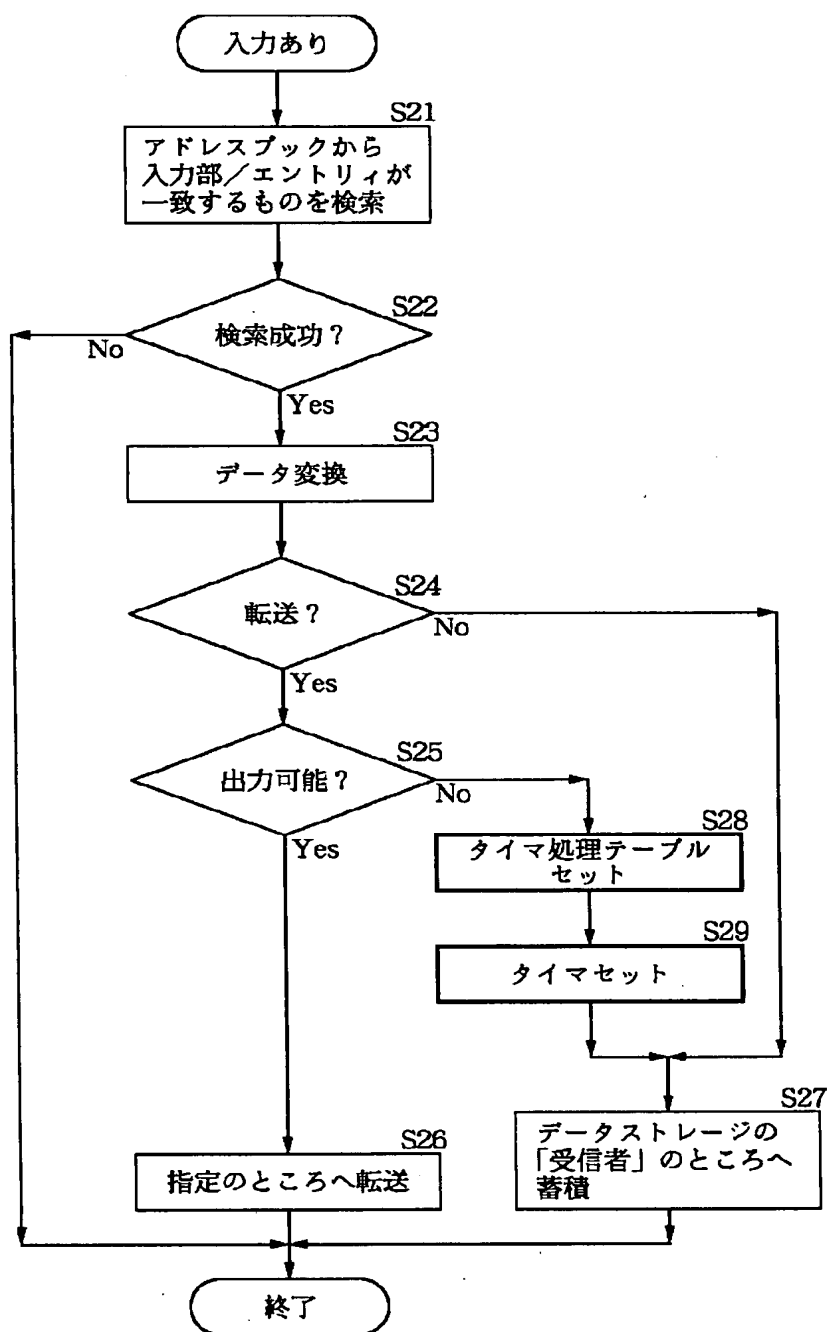 入力あり
S21
アドレスブックから
入力部／エントリィが
一致するものを検索
S22
検索成功？
No
Yes
S23
データ変換
S24
転送？
No
Yes
S25
出力可能？
No
Yes
S28
タイマ処理テーブル
セット
S29
タイマセット
S27
データストレージの
「受信者」のところへ
蓄積
S26
指定のところへ転送
終了